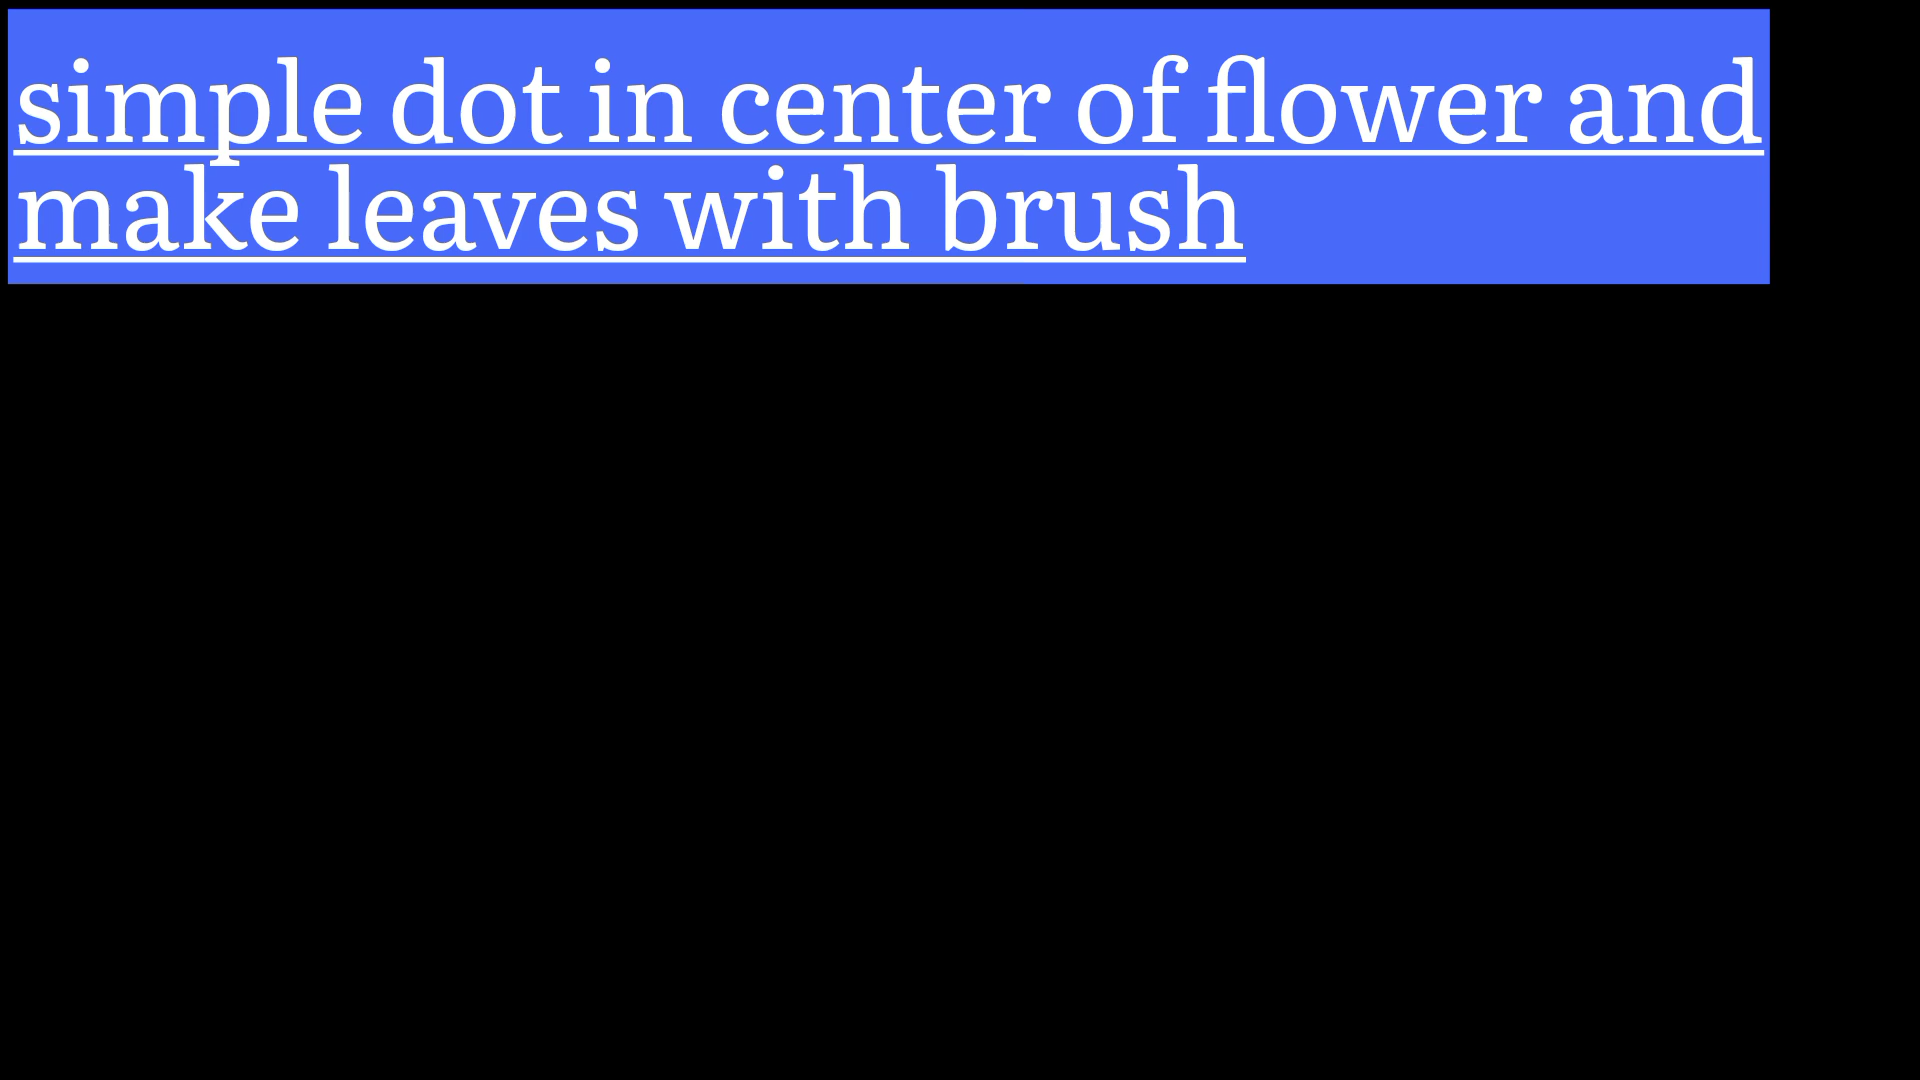 simple dot in center of flower and
make leaves with brush